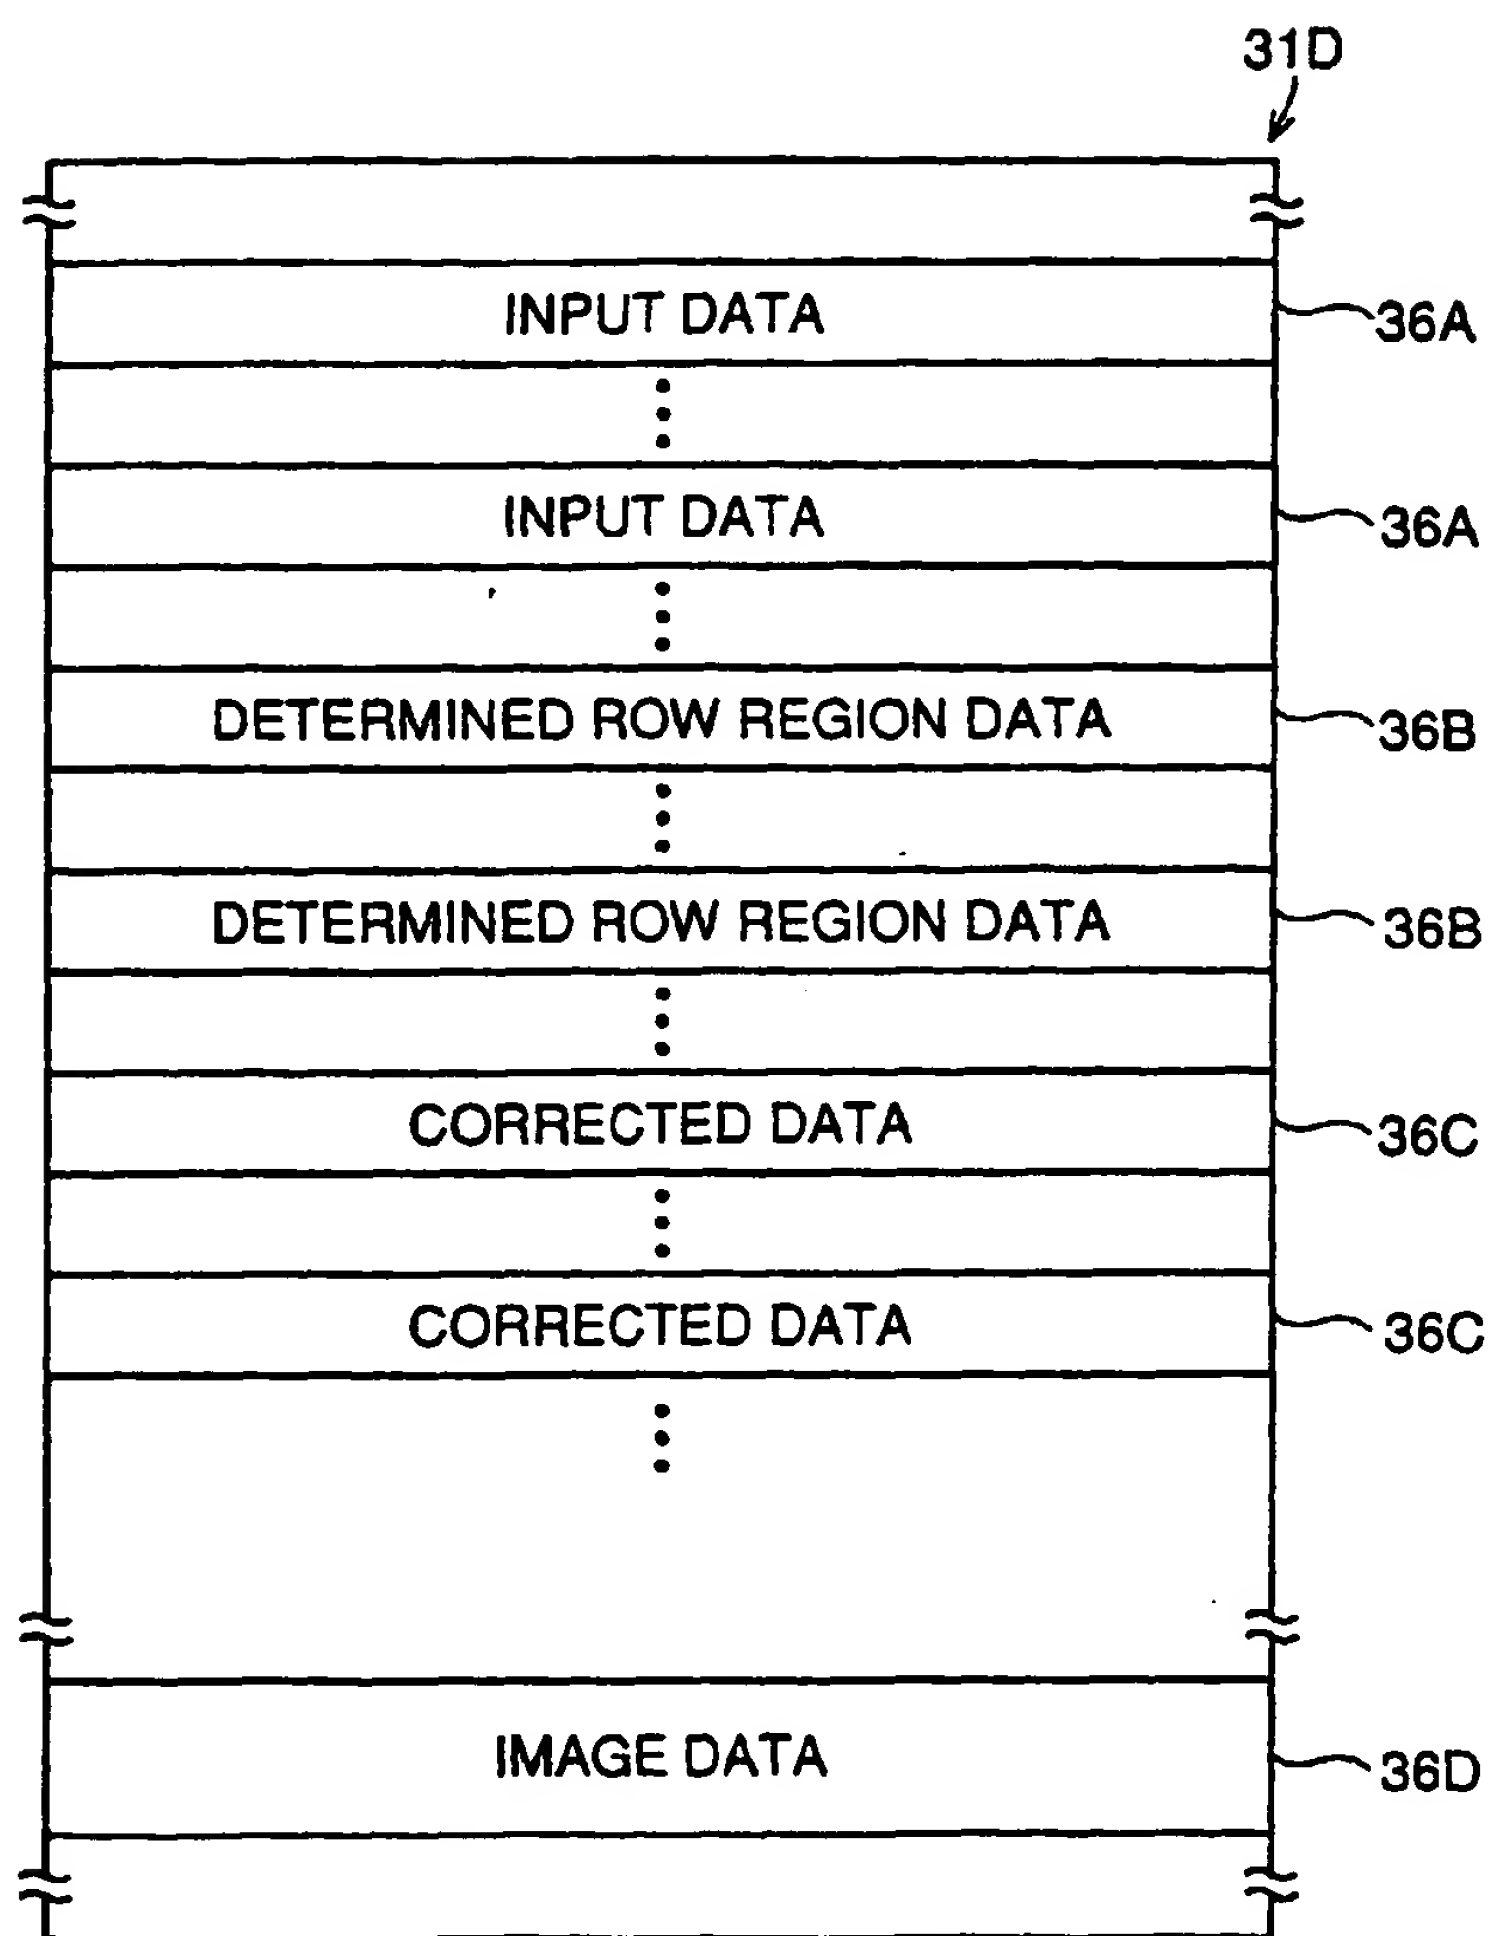 31D
INPUT DATA 36A
INPUT DATA 36A
DETERMINED ROW REGION DATA 36B
DETERMINED ROW REGION DATA 36B
CORRECTED DATA 36C
CORRECTED DATA 36C
IMAGE DATA 36D